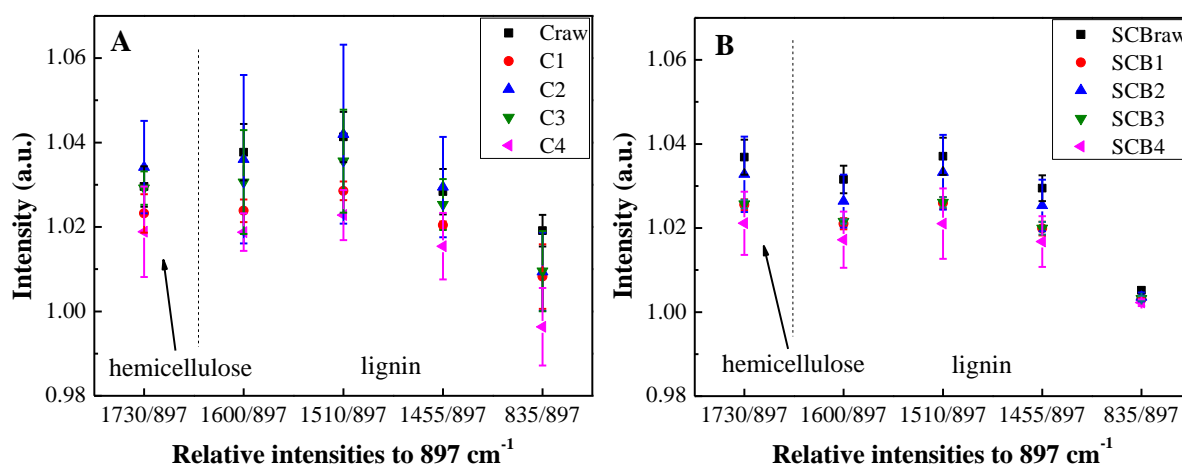 A
Craw
C1
C2
C3
C4
1.06
1.04
1.02
1.00
0.98
Intensity (a.u.)
hemicellulose
lignin
1730/897 1600/897 1510/897 1455/897 835/897
Relative intensities to 897 cm⁻¹
B
SCBraw
SCB1
SCB2
SCB3
SCB4
1.06
1.04
1.02
1.00
0.98
Intensity (a.u.)
hemicellulose
lignin
1730/897 1600/897 1510/897 1455/897 835/897
Relative intensities to 897 cm⁻¹